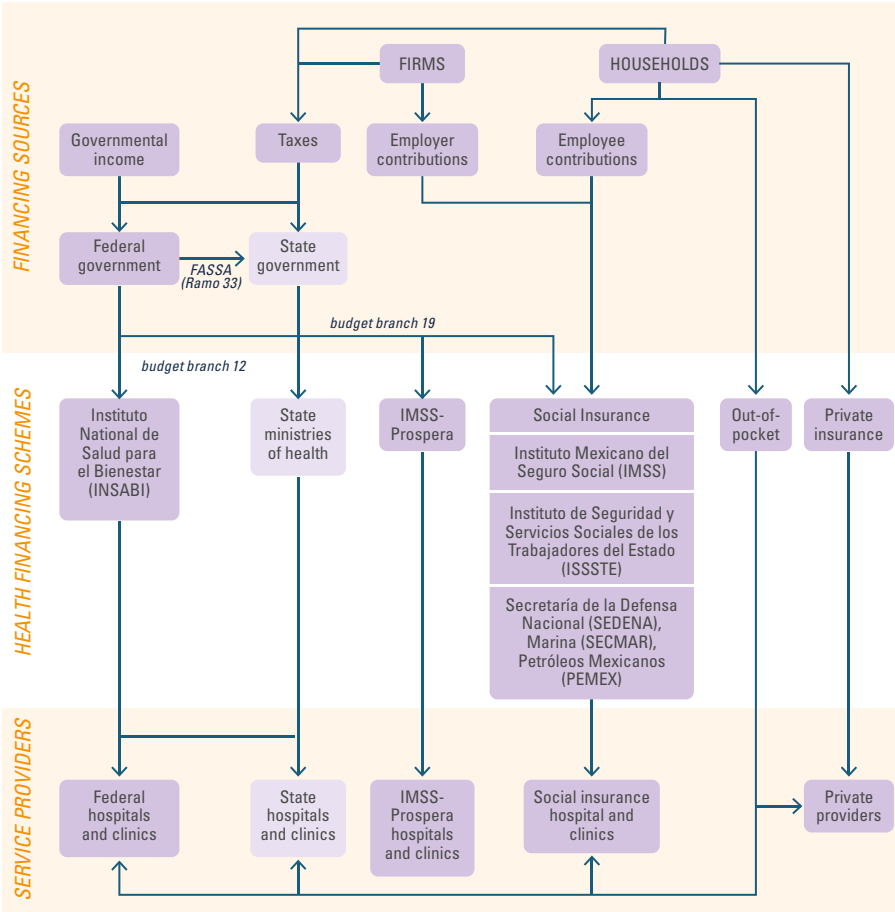 FINANCING SOURCES
FIRMS
HOUSEHOLDS
Governmental
income
Taxes
Employer
contributions
Employee
contributions
Federal
government
FASSA
(Ramo 33)
State
government
budget branch 19
budget branch 12
HEALTH FINANCING SCHEMES
Instituto
National de
Salud para
el Bienestar
(INSABI)
State
ministries
of health
IMSS-
Prospera
Social Insurance
Instituto Mexicano del
Seguro Social (IMSS)
Instituto de Seguridad y
Servicios Sociales de los
Trabajadores del Estado
(ISSSTE)
Secretaría de la Defensa
Nacional (SEDENA),
Marina (SECMAR),
Petróleos Mexicanos
(PEMEX)
Out-of-
pocket
Private
insurance
SERVICE PROVIDERS
Federal
hospitals
and clinics
State
hospitals
and clinics
IMSS-
Prospera
hospitals
and clinics
Social insurance
hospital and
clinics
Private
providers